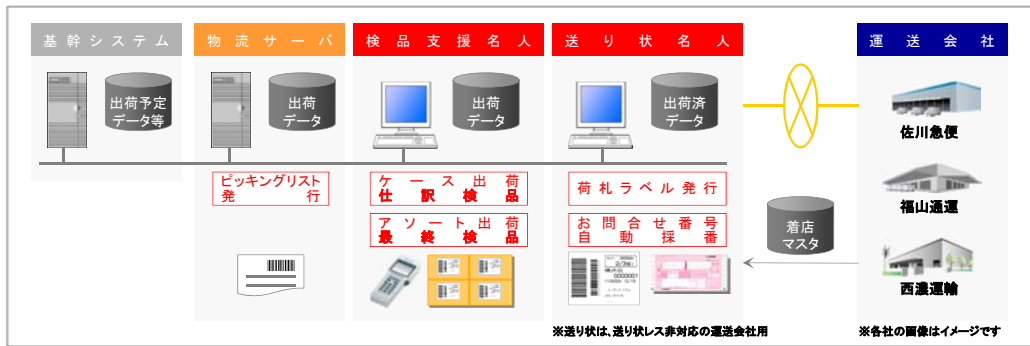 基幹システム
物流サーバ
検品支援名人
送り状名人
運送会社
出荷予定
データ等
出荷
データ
出荷
データ
出荷済
データ
佐川急便
福山通運
西濃運輸
ピッキングリスト
発行
ケース出荷
仕訳検品
アソート出荷
最終検品
荷札ラベル発行
お問合せ番号
自動採番
着店
マスタ
※送り状は、送り状レス非対応の運送会社用
※各社の画像はイメージです